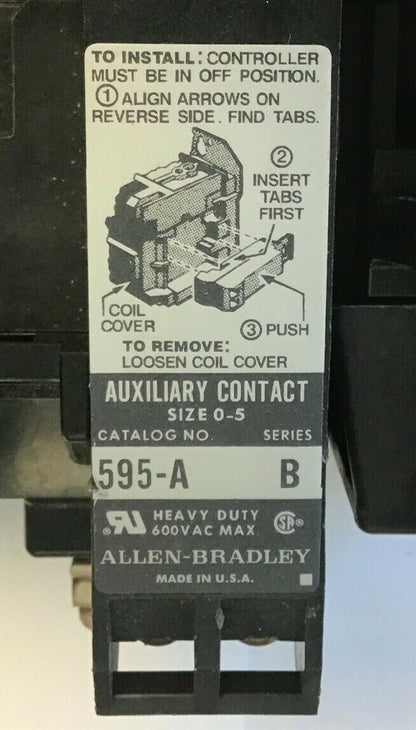 TO INSTALL: CONTROLLER
MUST BE IN OFF POSITION.
① ALIGN ARROWS ON
REVERSE SIDE. FIND TABS.
②
INSERT
TABS
FIRST
COIL
COVER
③ PUSH
TO REMOVE:
LOOSEN COIL COVER
AUXILIARY CONTACT
SIZE 0-5
CATALOG NO. SERIES
595-A B
HEAVY DUTY
600VAC MAX
ALLEN-BRADLEY
MADE IN U.S.A.